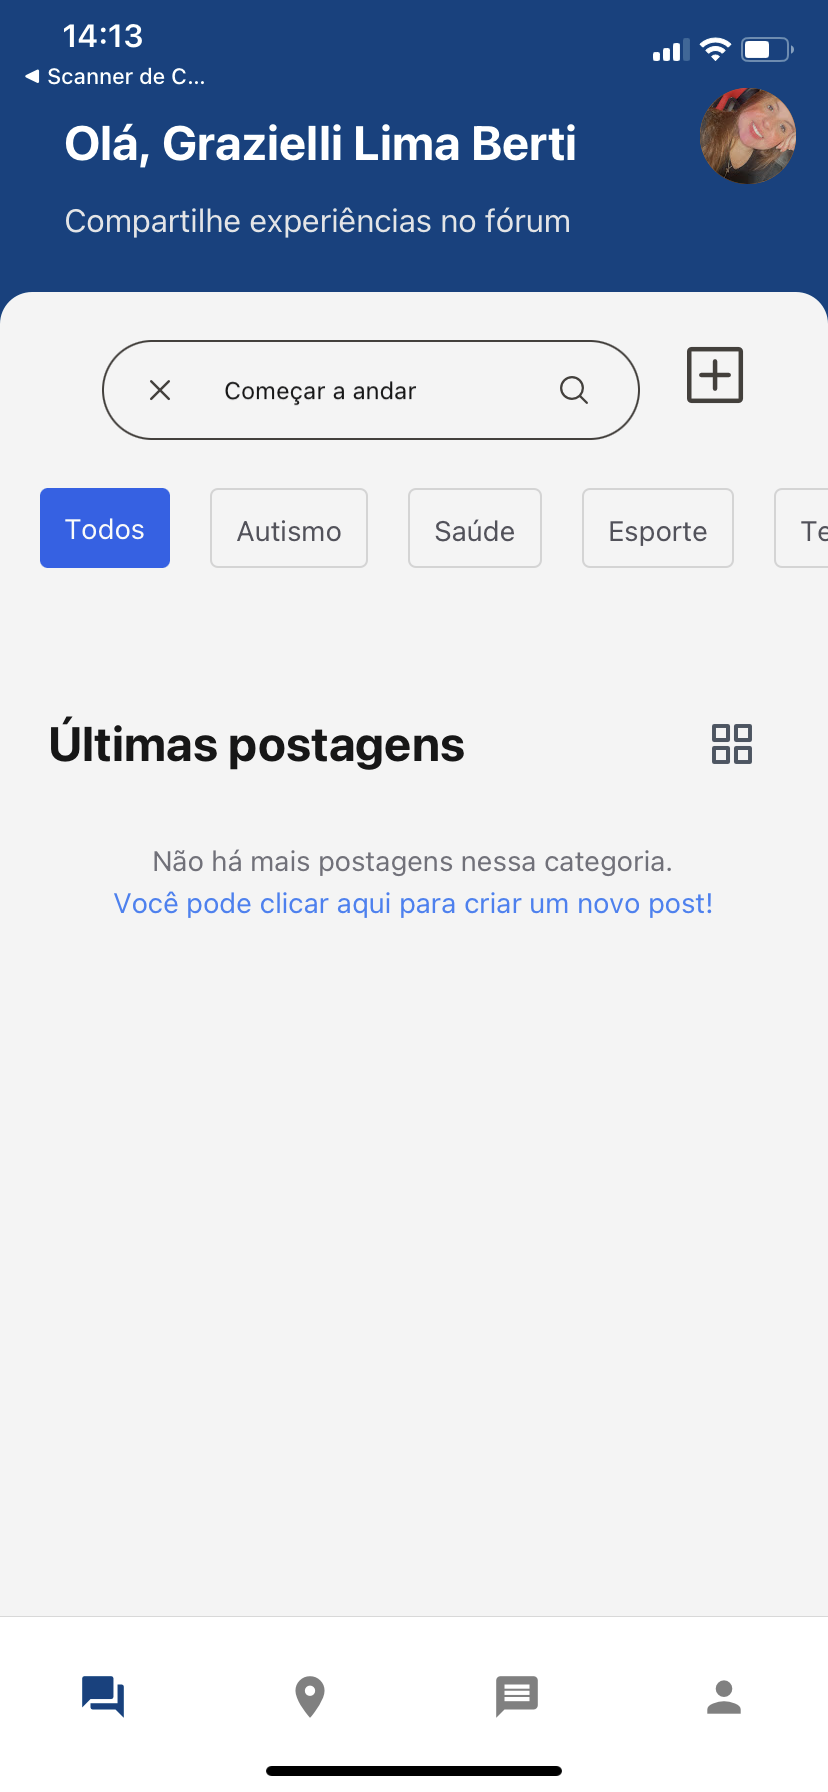 14:13
Scanner de C...
Olá, Grazielli Lima Berti
Compartilhe experiências no fórum
Começar a andar
Todos
Autismo
Saúde
Esporte
Te
Últimas postagens
Não há mais postagens nessa categoria.
Você pode clicar aqui para criar um novo post!